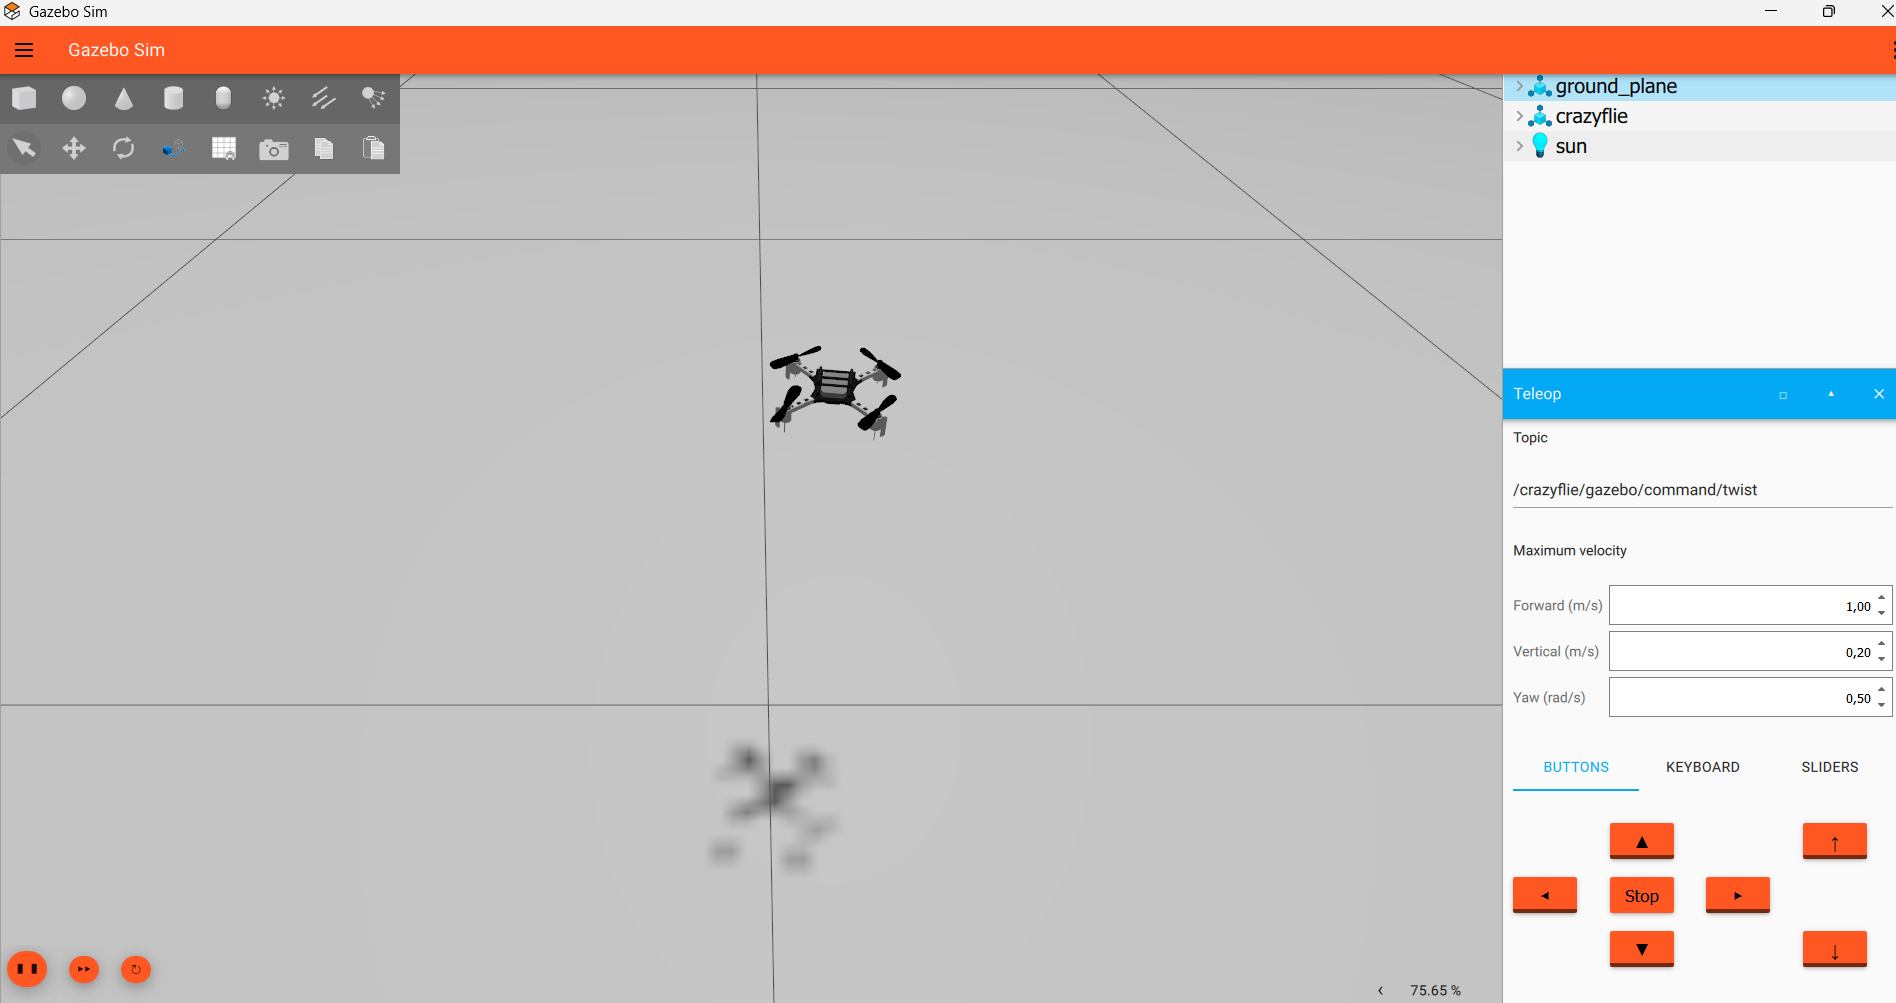 Gazebo Sim
Gazebo Sim
ground_plane
crazyflie
sun
Teleop
Topic
/crazyflie/gazebo/command/twist
Maximum velocity
Forward (m/s) 1,00
Vertical (m/s) 0,20
Yaw (rad/s) 0,50
BUTTONS KEYBOARD SLIDERS
Stop
75.65 %